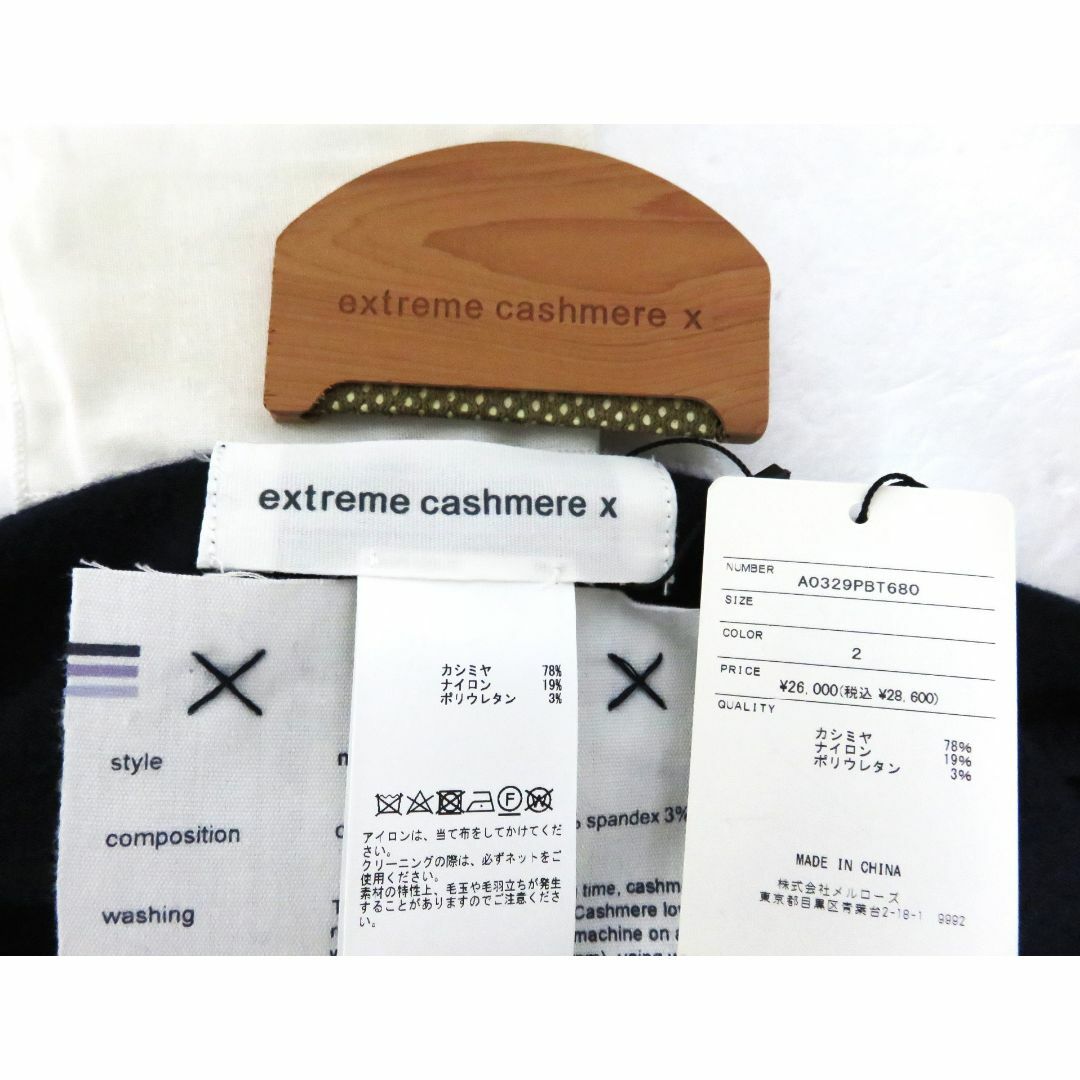 extreme cashmere x
extreme cashmere x
style
composition
washing
spandex 3%
time, cashm
Cashmere lo
machine on a
using
カシミヤ 78%
ナイロン 19%
ポリウレタン 3%
アイロンは、当て布をしてかけてくだ
さい。
クリーニングの際は、必ずネットをご
使用ください。
素材の特性上、毛玉や毛羽立ちが発生
することがありますのでご注意くださ
い。
NUMBER A0329PBT680
SIZE
COLOR 2
PRICE ¥26,000(税込 ¥28,600)
QUALITY
カシミヤ 78%
ナイロン 19%
ポリウレタン 3%
MADE IN CHINA
株式会社メルローズ
東京都目黒区青葉台2-18-1 9992